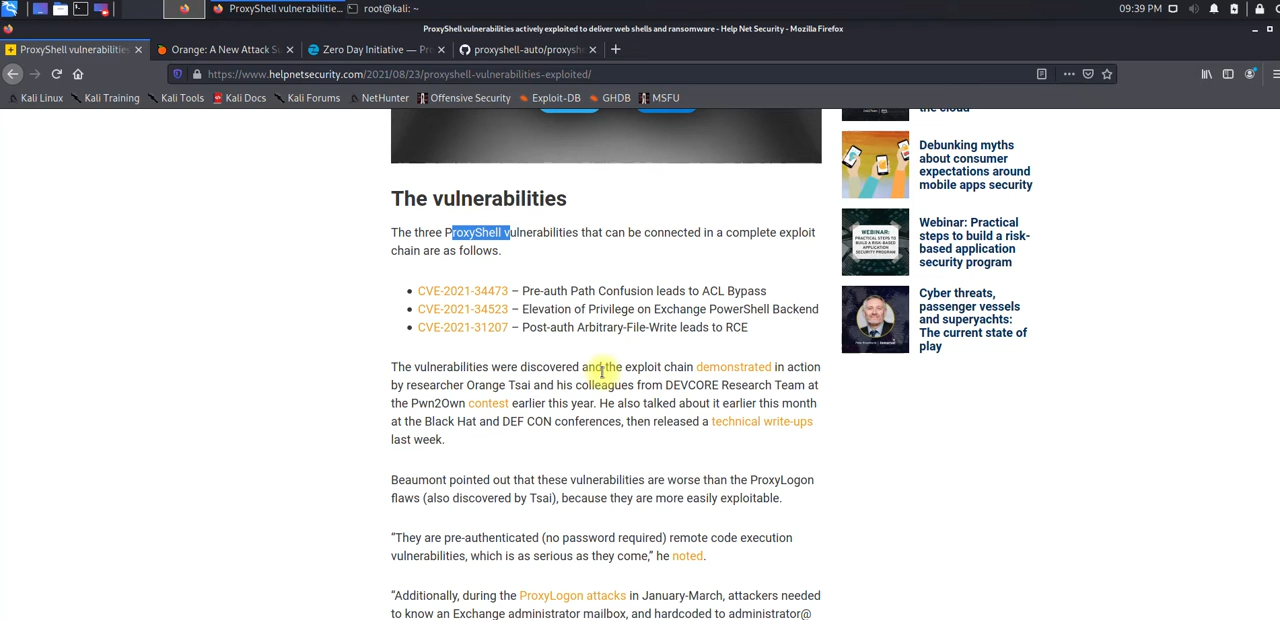 ProxyShell vulnerabilitie...
root@kali: ~
09:39 PM
ProxyShell vulnerabilities actively exploited to deliver web shells and ransomware - Help Net Security - Mozilla Firefox
ProxyShell vulnerabilities
Orange: A New Attack Su
Zero Day Initiative — Pro
proxyshell-auto/proxysh
https://www.helpnetsecurity.com/2021/08/23/proxyshell-vulnerabilities-exploited/
Kali Linux
Kali Training
Kali Tools
Kali Docs
Kali Forums
NetHunter
Offensive Security
Exploit-DB
GHDB
MSFU
the cloud
Debunking myths
about consumer
expectations around
mobile apps security
Webinar: Practical
steps to build a risk-
based application
security program
Cyber threats,
passenger vessels
and superyachts:
The current state of
play
The vulnerabilities
The three ProxyShell vulnerabilities that can be connected in a complete exploit
chain are as follows.
• CVE-2021-34473 – Pre-auth Path Confusion leads to ACL Bypass
• CVE-2021-34523 – Elevation of Privilege on Exchange PowerShell Backend
• CVE-2021-31207 – Post-auth Arbitrary-File-Write leads to RCE
The vulnerabilities were discovered and the exploit chain demonstrated in action
by researcher Orange Tsai and his colleagues from DEVCORE Research Team at
the Pwn2Own contest earlier this year. He also talked about it earlier this month
at the Black Hat and DEF CON conferences, then released a technical write-ups
last week.
Beaumont pointed out that these vulnerabilities are worse than the ProxyLogon
flaws (also discovered by Tsai), because they are more easily exploitable.
“They are pre-authenticated (no password required) remote code execution
vulnerabilities, which is as serious as they come,” he noted.
“Additionally, during the ProxyLogon attacks in January-March, attackers needed
to know an Exchange administrator mailbox, and hardcoded to administrator@